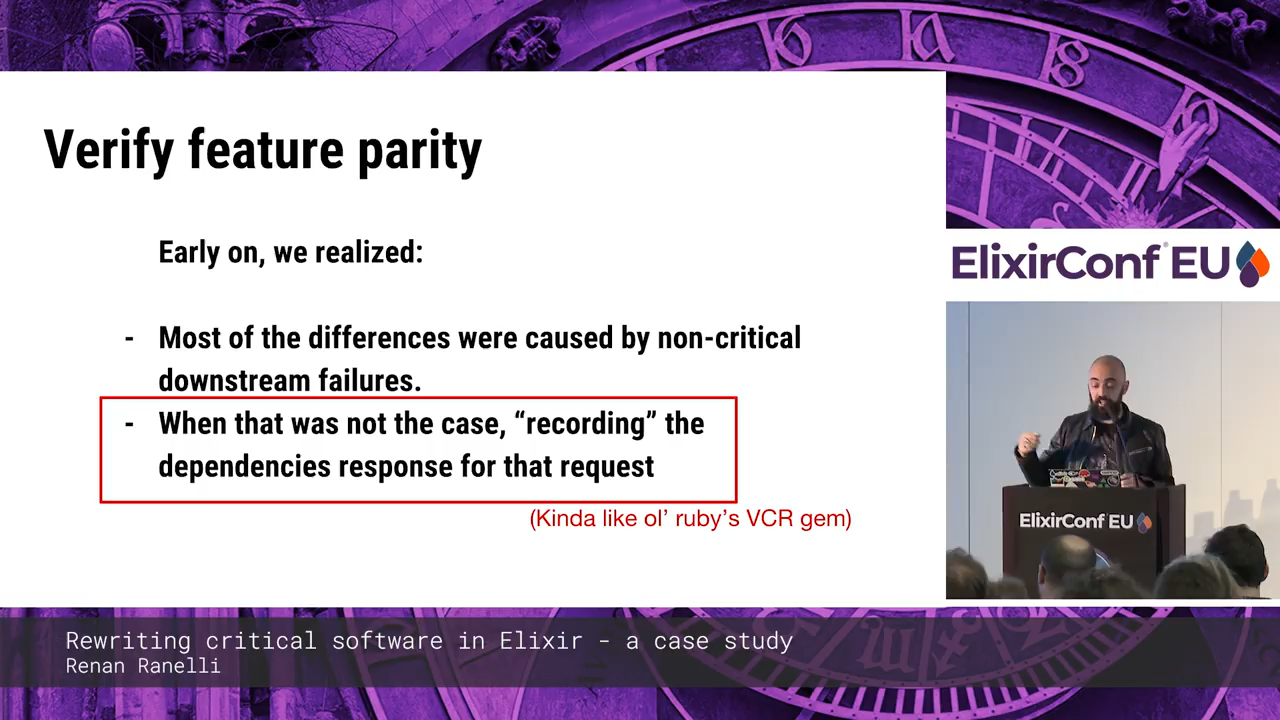 Verify feature parity
Early on, we realized:
- Most of the differences were caused by non-critical
downstream failures.
- When that was not the case, “recording” the
dependencies response for that request
(Kinda like ol’ ruby’s VCR gem)
ElixirConf® EU
ElixirConf EU
Rewriting critical software in Elixir - a case study
Renan Ranelli